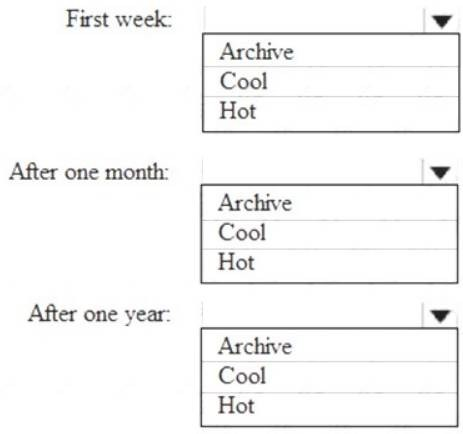 First week:
Archive
Cool
Hot
After one month:
Archive
Cool
Hot
After one year:
Archive
Cool
Hot